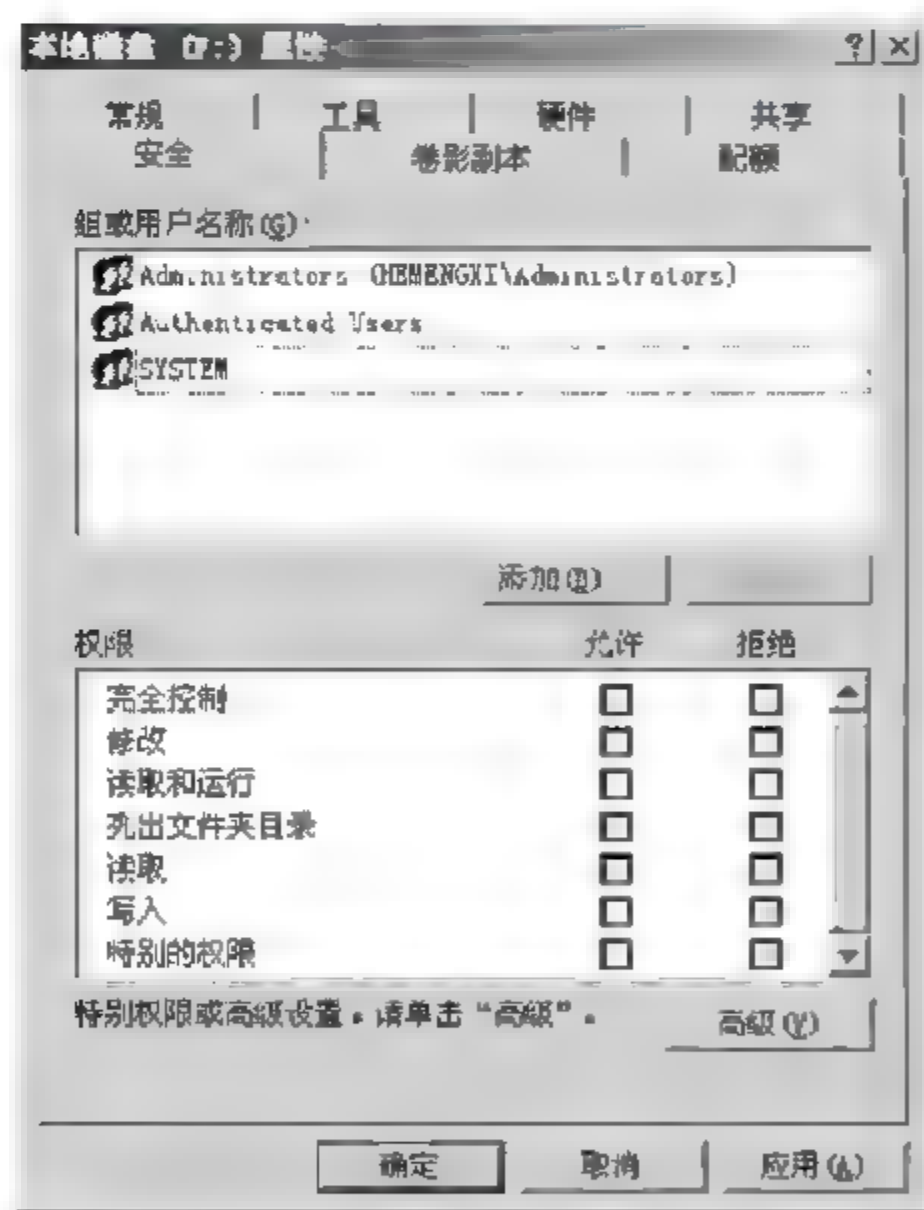 本地磁盘 (F:) 属性
常规 工具 硬件 共享
安全 卷影副本 配额
组或用户名称(G):
Administrators (HEMENGXI\Administrators)
Authenticated Users
SYSTEM
添加(D)
权限 允许 拒绝
完全控制
修改
读取和运行
列出文件夹目录
读取
写入
特别的权限
特别权限或高级设置，请单击“高级”。
高级(V)
确定 取消 应用(A)